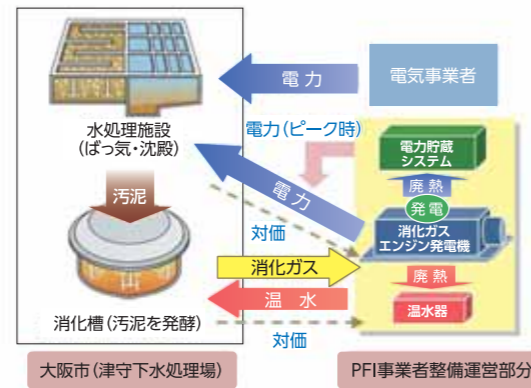 電力
電気事業者
水処理施設
(ばっ気・沈殿)
電力(ピーク時)
電力貯蔵
システム
廃熱
発電
汚泥
電力
対価
消化ガス
エンジン発電機
消化ガス
廃熱
温水
温水器
消化槽(汚泥を発酵)
対価
大阪市(津守下水処理場)
PFI事業者整備運営部分